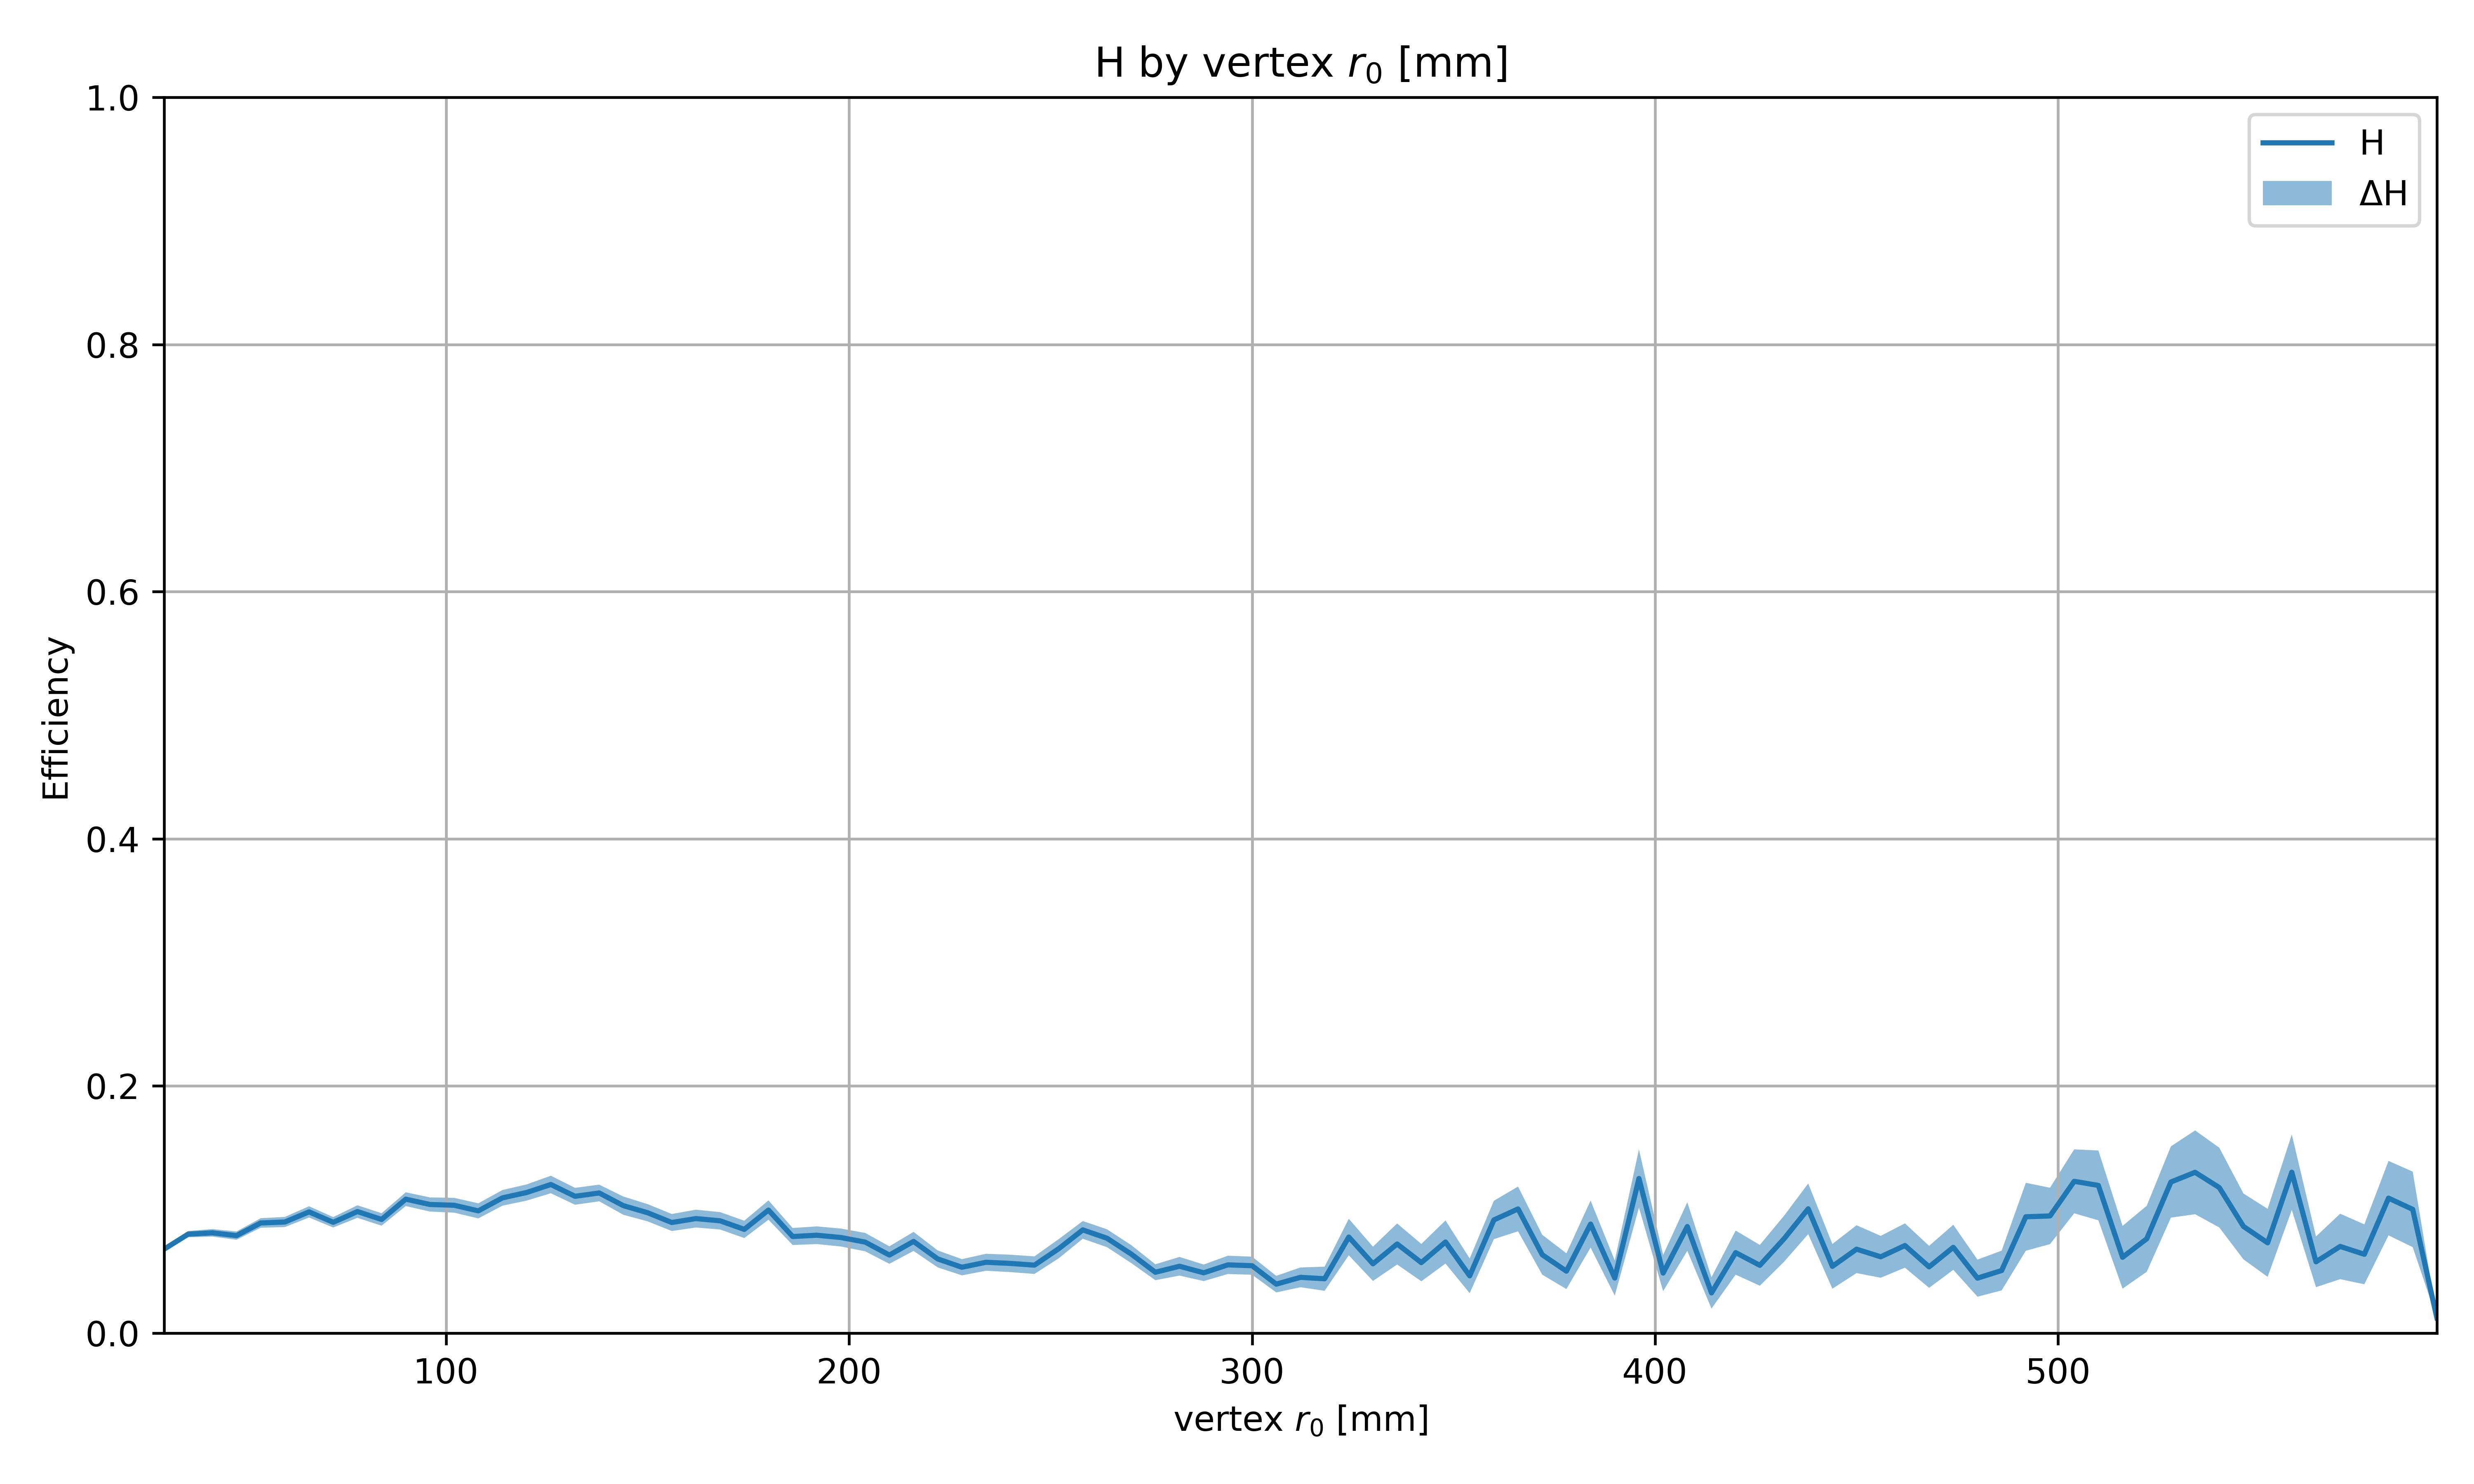 H by vertex r₀ [mm]
H
ΔH
1.0
0.8
0.6
0.4
0.2
0.0
Efficiency
100 200 300 400 500
vertex r₀ [mm]